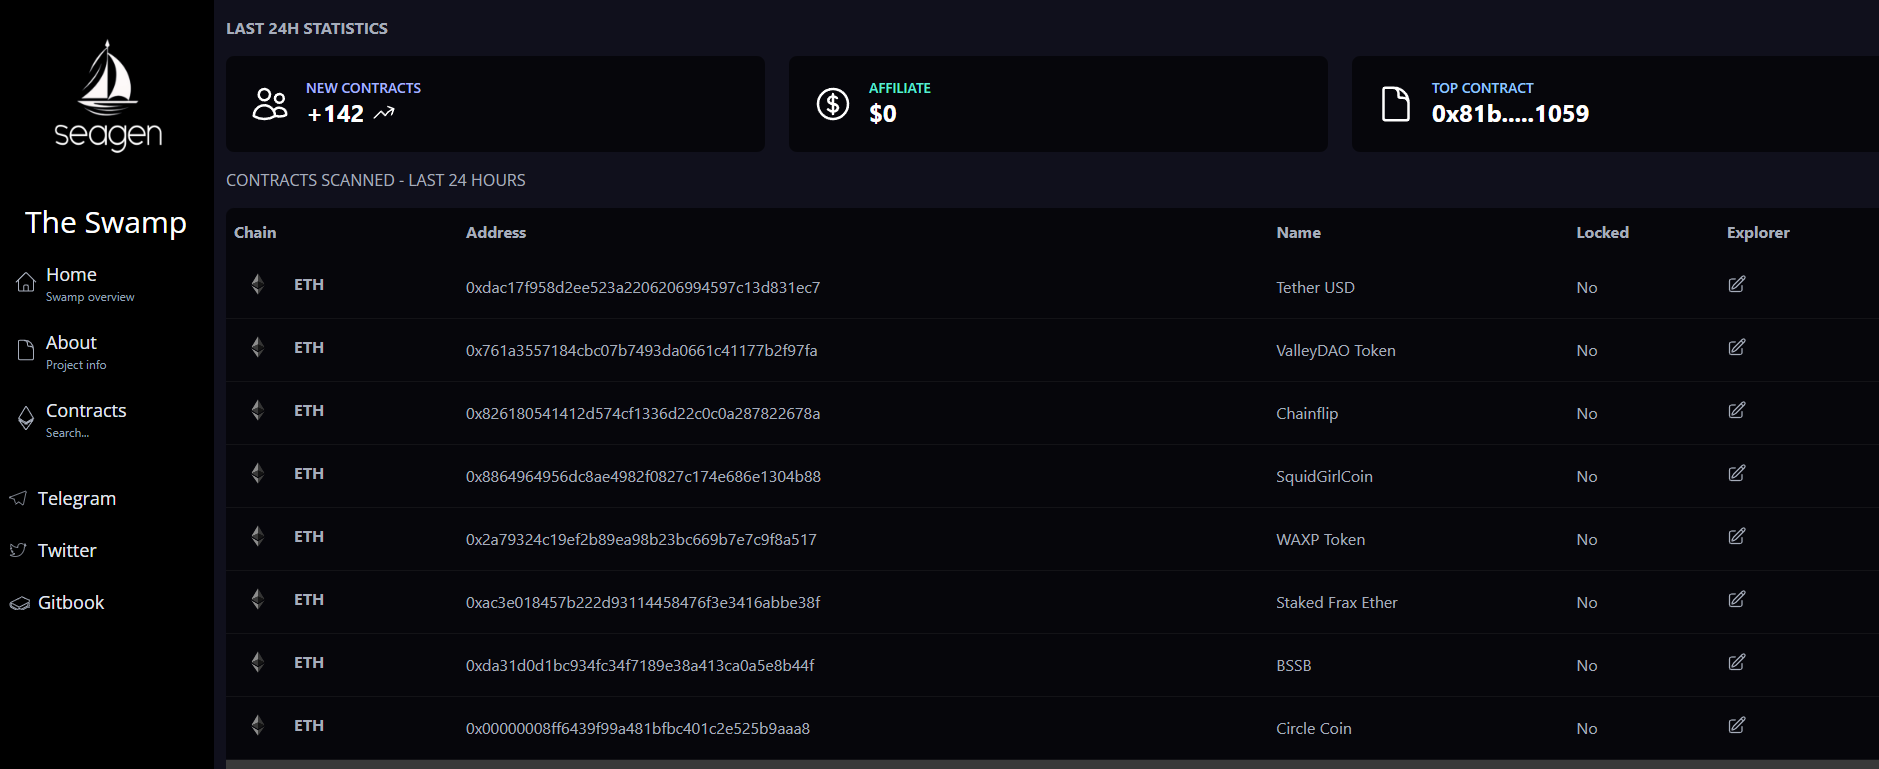 seagen
The Swamp
Home
Swamp overview
About
Project info
Contracts
Search...
Telegram
Twitter
Gitbook
LAST 24H STATISTICS
NEW CONTRACTS
+142
AFFILIATE
$0
TOP CONTRACT
0x81b.....1059
CONTRACTS SCANNED - LAST 24 HOURS
Chain Address Name Locked Explorer
ETH 0xdac17f958d2ee523a2206206994597c13d831ec7 Tether USD No
ETH 0x761a3557184cbc07b7493da0661c41177b2f97fa ValleyDAO Token No
ETH 0x826180541412d574cf1336d22c0c0a287822678a Chainflip No
ETH 0x8864964956dc8ae4982f0827c174e686e1304b88 SquidGirlCoin No
ETH 0x2a79324c19ef2b89ea98b23bc669b7e7c9f8a517 WAXP Token No
ETH 0xac3e018457b222d93114458476f3e3416abbe38f Staked Frax Ether No
ETH 0xda31d0d1bc934fc34f7189e38a413ca0a5e8b44f BSSB No
ETH 0x00000008ff6439f99a481bfbc401c2e525b9aaa8 Circle Coin No